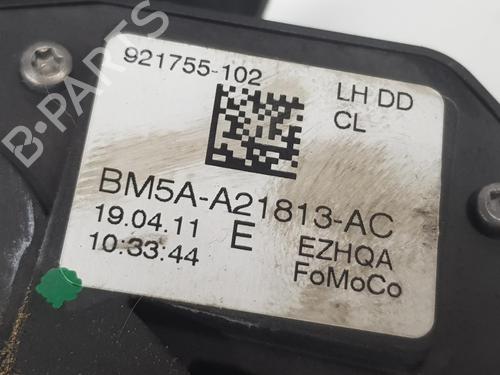 921755-102
LH DD
CL
BM5A-A21813-AC
19.04.11
E
EZHQA
10:33:44
FoMoCo
B-PARTS